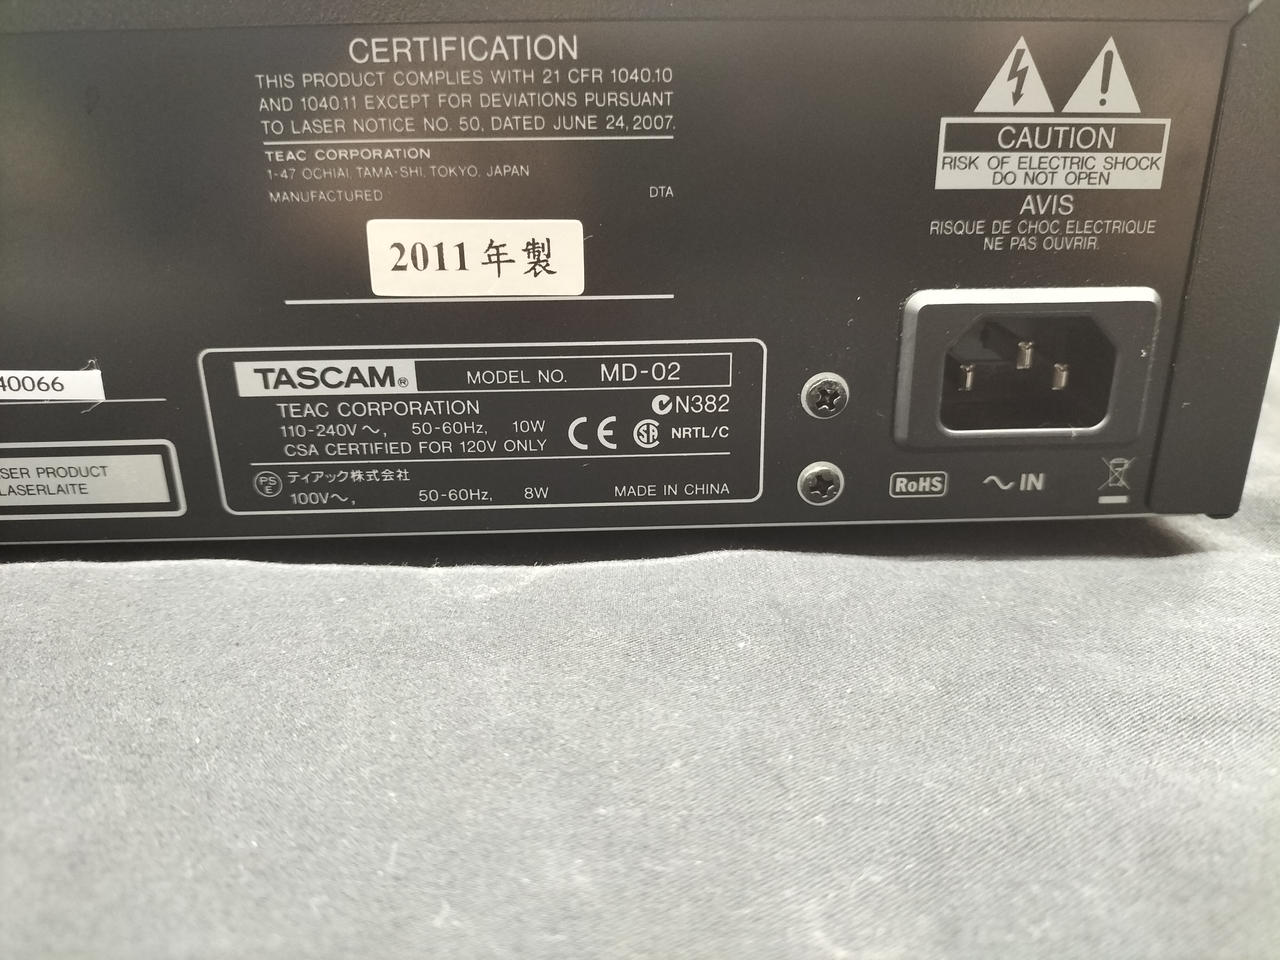 CERTIFICATION
THIS PRODUCT COMPLIES WITH 21 CFR 1040.10
AND 1040.11 EXCEPT FOR DEVIATIONS PURSUANT
TO LASER NOTICE NO. 50, DATED JUNE 24, 2007.
TEAC CORPORATION
1-47 OCHIAI, TAMA-SHI, TOKYO, JAPAN
MANUFACTURED DTA
2011年製
CAUTION
RISK OF ELECTRIC SHOCK
DO NOT OPEN
AVIS
RISQUE DE CHOC ELECTRIQUE
NE PAS OUVRIR.
40066
SER PRODUCT
LASERLAITE
TASCAM® MODEL NO. MD-02
TEAC CORPORATION N382
110-240V~, 50-60Hz, 10W CE SA NRTL/C
CSA CERTIFIED FOR 120V ONLY
PSE ティアック株式会社
100V~, 50-60Hz, 8W MADE IN CHINA
RoHS ~IN